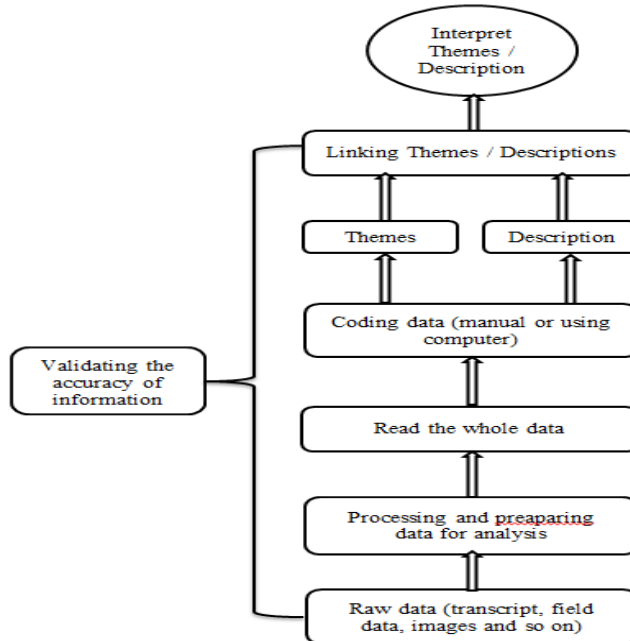 Interpret
Themes /
Description
Linking Themes / Descriptions
Themes
Description
Coding data (manual or using
computer)
Validating the
accuracy of
information
Read the whole data
Processing and preaparing
data for analysis
Raw data (transcript, field
data, images and so on)